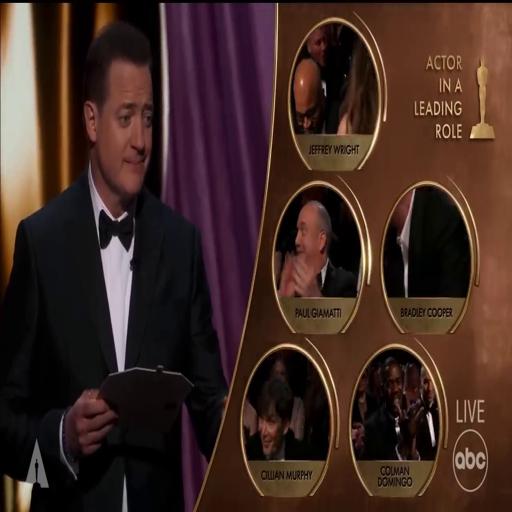 ACTOR
IN A
LEADING
ROLE
JEFFREY WRIGHT
PAUL GIAMATTI
BRADLEY COOPER
CILLIAN MURPHY
COLMAN
DOMINGO
LIVE
abc